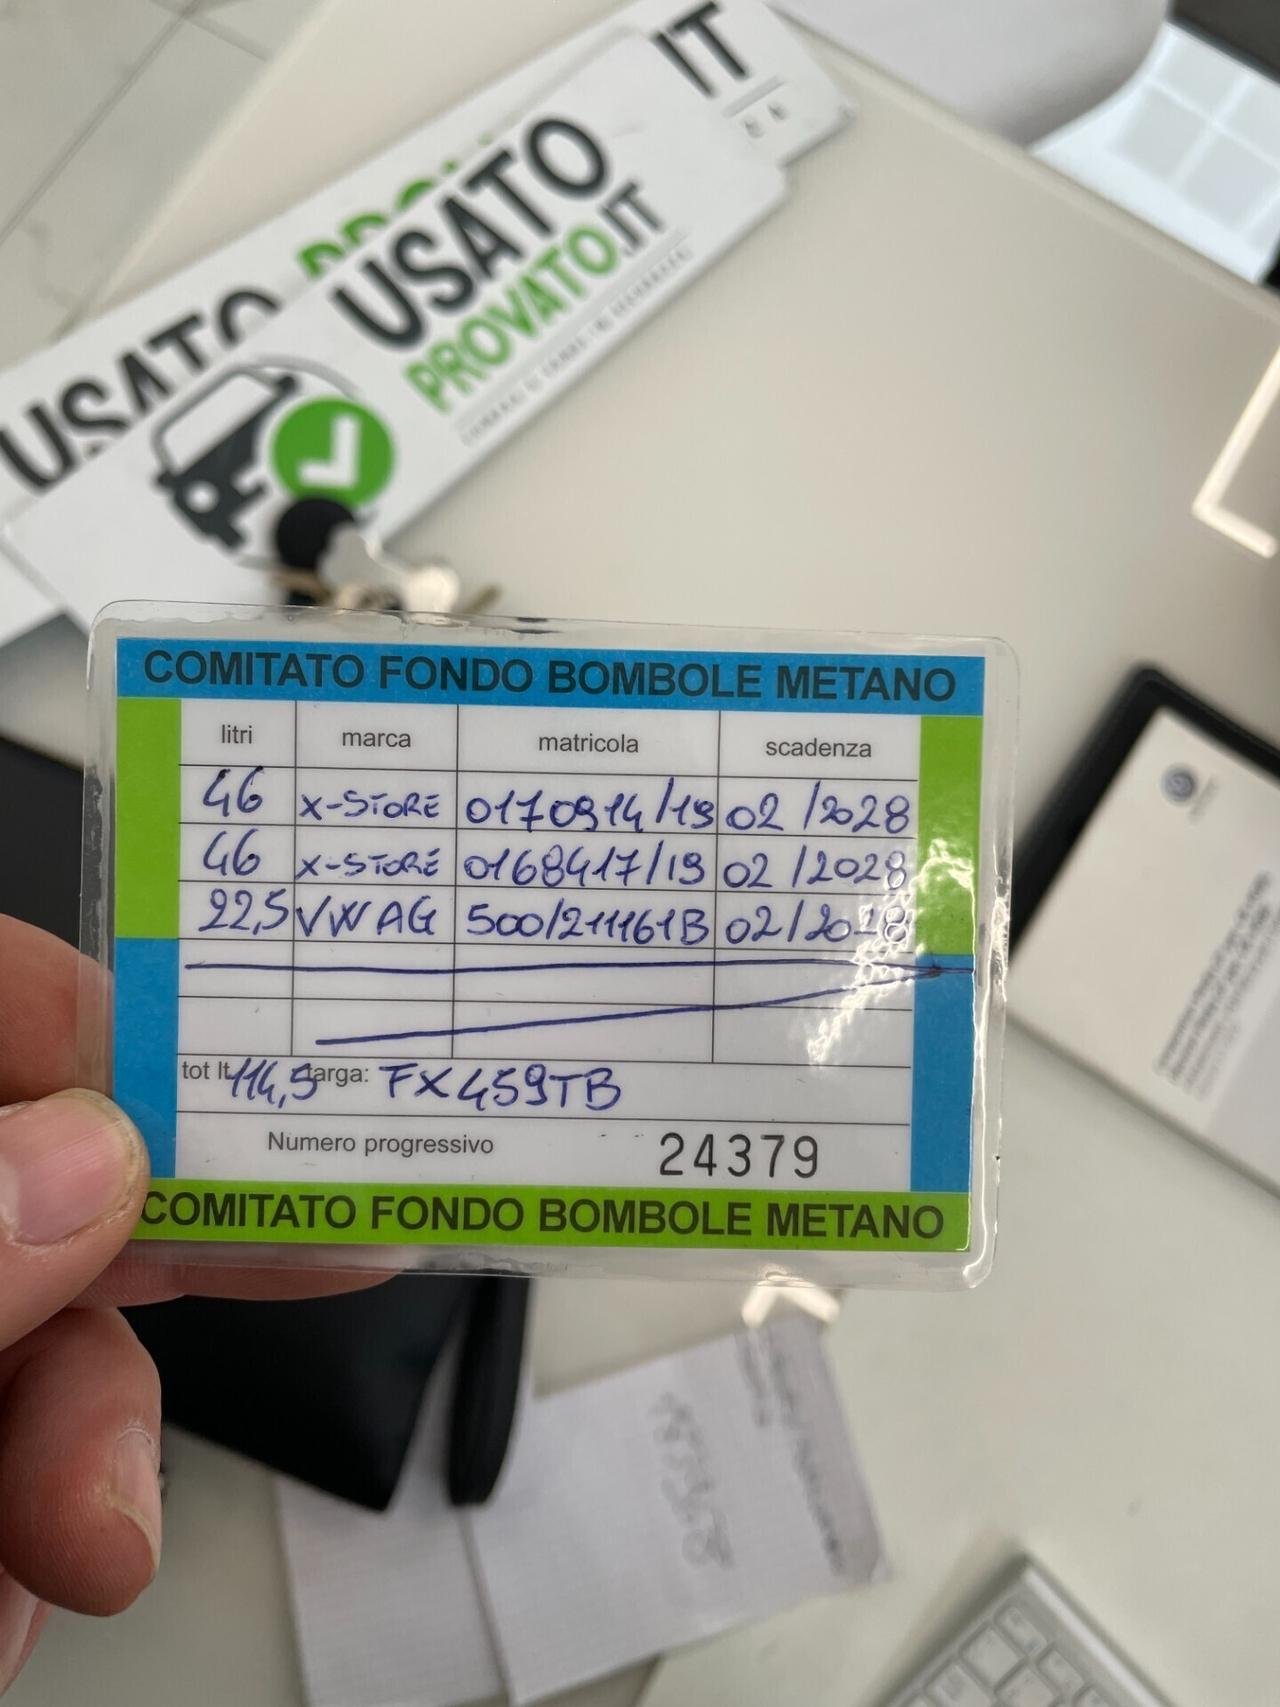 IT
USATO
USATO
PROVATO.IT
COMITATO FONDO BOMBOLE METANO
litri marca matricola scadenza
46 X-STORE 0170914/19 02/2028
46 X-STORE 0168417/19 02/2028
22,5 VWAG 500/211161B 02/2028
tot lt 114,5 targa: FX459TB
Numero progressivo 24379
COMITATO FONDO BOMBOLE METANO